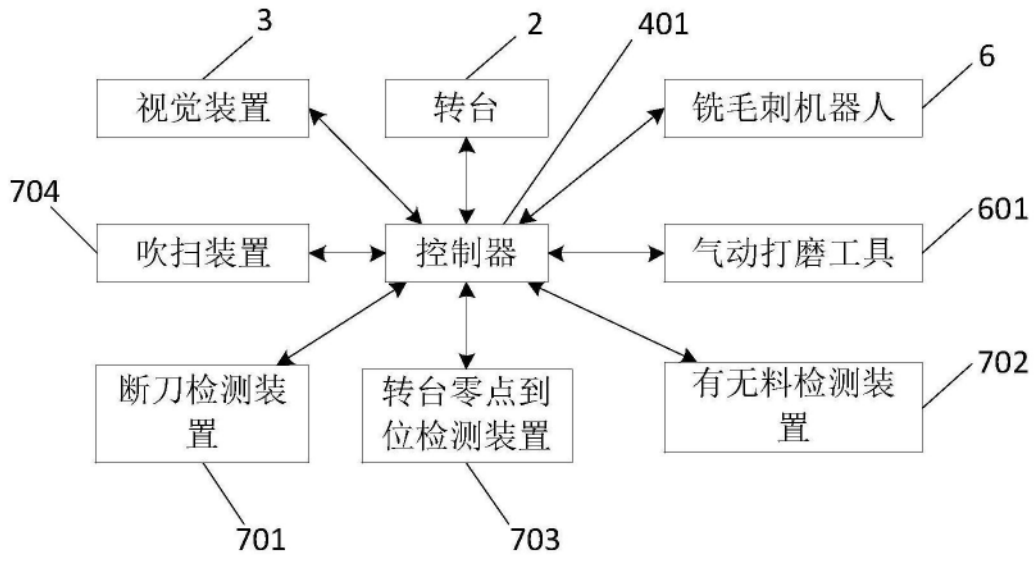 3
2
401
6
视觉装置
转台
铣毛刺机器人
704
601
吹扫装置
控制器
气动打磨工具
断刀检测装
置
转台零点到
位检测装置
有无料检测装
置
702
701
703